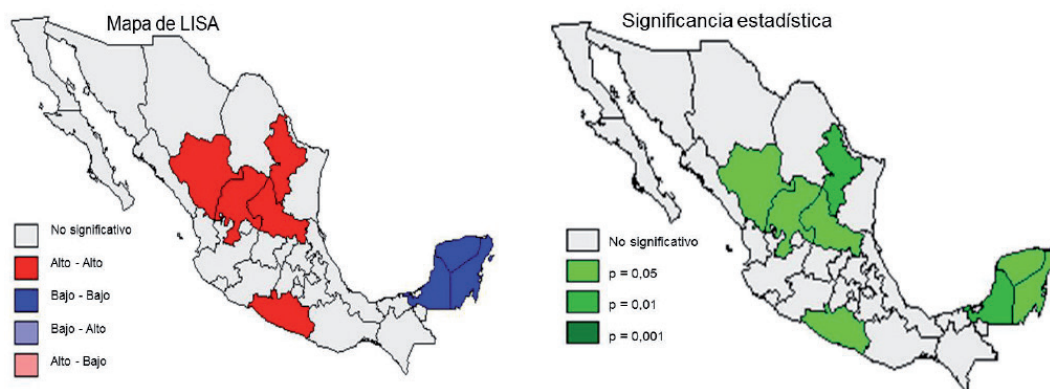 Mapa de LISA
No significativo
Alto - Alto
Bajo - Bajo
Bajo - Alto
Alto - Bajo
Significancia estadística
No significativo
p = 0,05
p = 0,01
p = 0,001